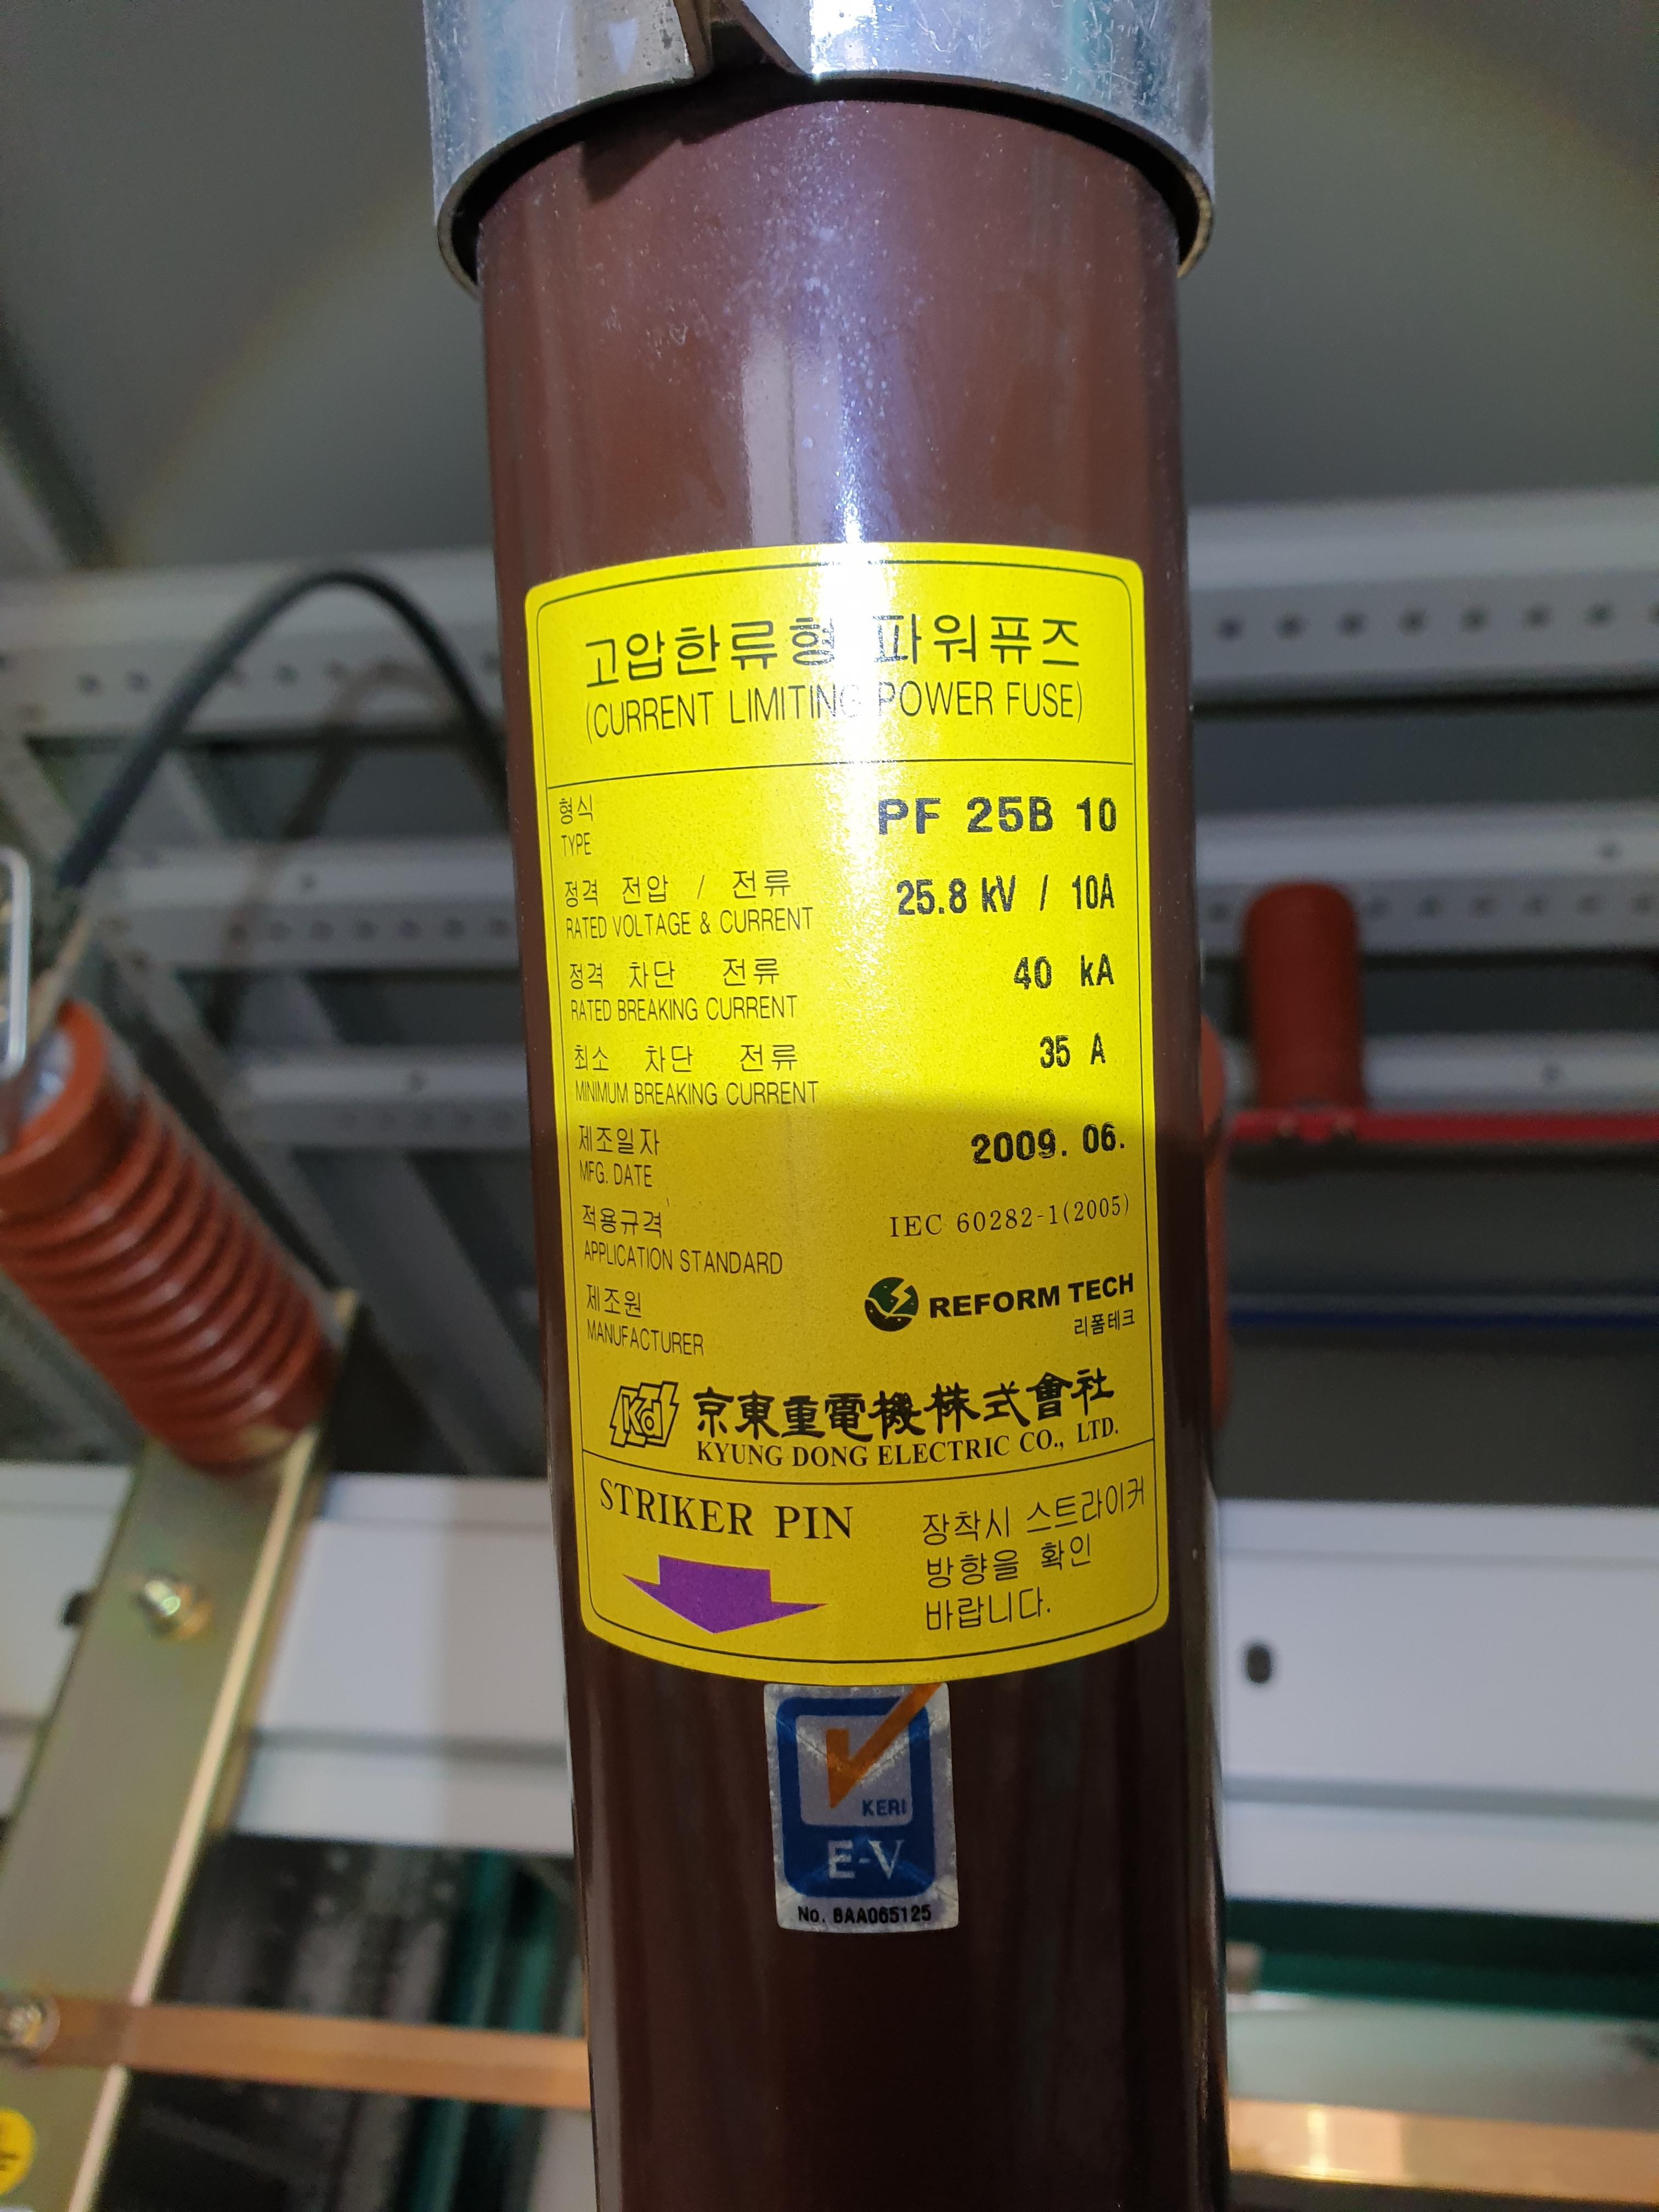 고압한류형 파워퓨즈
(CURRENT LIMITING POWER FUSE)
형식 PF 25B 10
TYPE
정격 전압 / 전류 25.8 kV / 10A
RATED VOLTAGE & CURRENT
정격 차단 전류 40 kA
RATED BREAKING CURRENT
최소 차단 전류 35 A
MINIMUM BREAKING CURRENT
제조일자 2009. 06.
MFG. DATE
적용규격 IEC 60282-1(2005)
APPLICATION STANDARD
제조원 REFORM TECH
MANUFACTURER 리폼테크
Kd 京東重電機株式會社
KYUNG DONG ELECTRIC CO., LTD.
STRIKER PIN
장착시 스트라이커
방향을 확인
바랍니다.
KERI
E-V
No. BAA065125